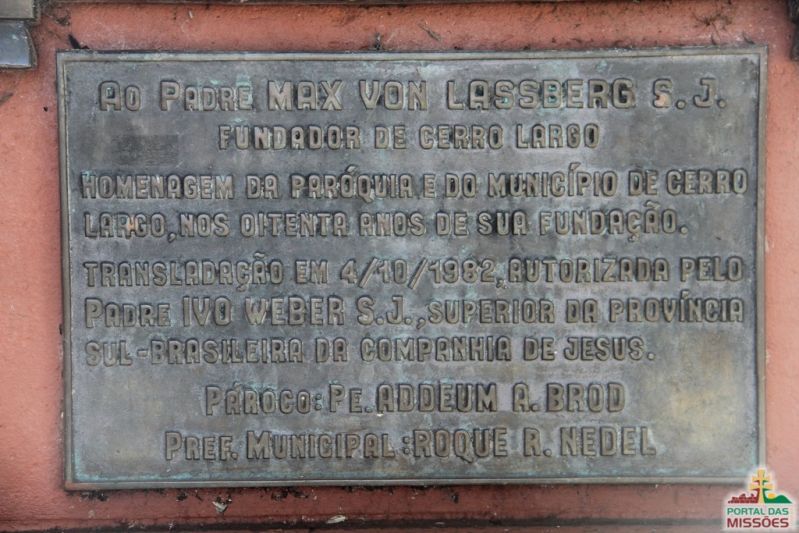 Ao Padre MAX VON LASSBERG S.J.
FUNDADOR DE CERRO LARGO
HOMENAGEM DA PARÓQUIA E DO MUNICÍPIO DE CERRO
LARGO, NOS OITENTA ANOS DE SUA FUNDAÇÃO.
TRANSLADAÇÃO EM 4/10/1982, AUTORIZADA PELO
PADRE IVO WEBER S.J., SUPERIOR DA PROVÍNCIA
SUL-BRASILEIRA DA COMPANHIA DE JESUS.
PÁROCO: PE. ADDEUM A. BROD
PREF. MUNICIPAL: ROQUE R. NEDEL
PORTAL DAS
MISSÕES